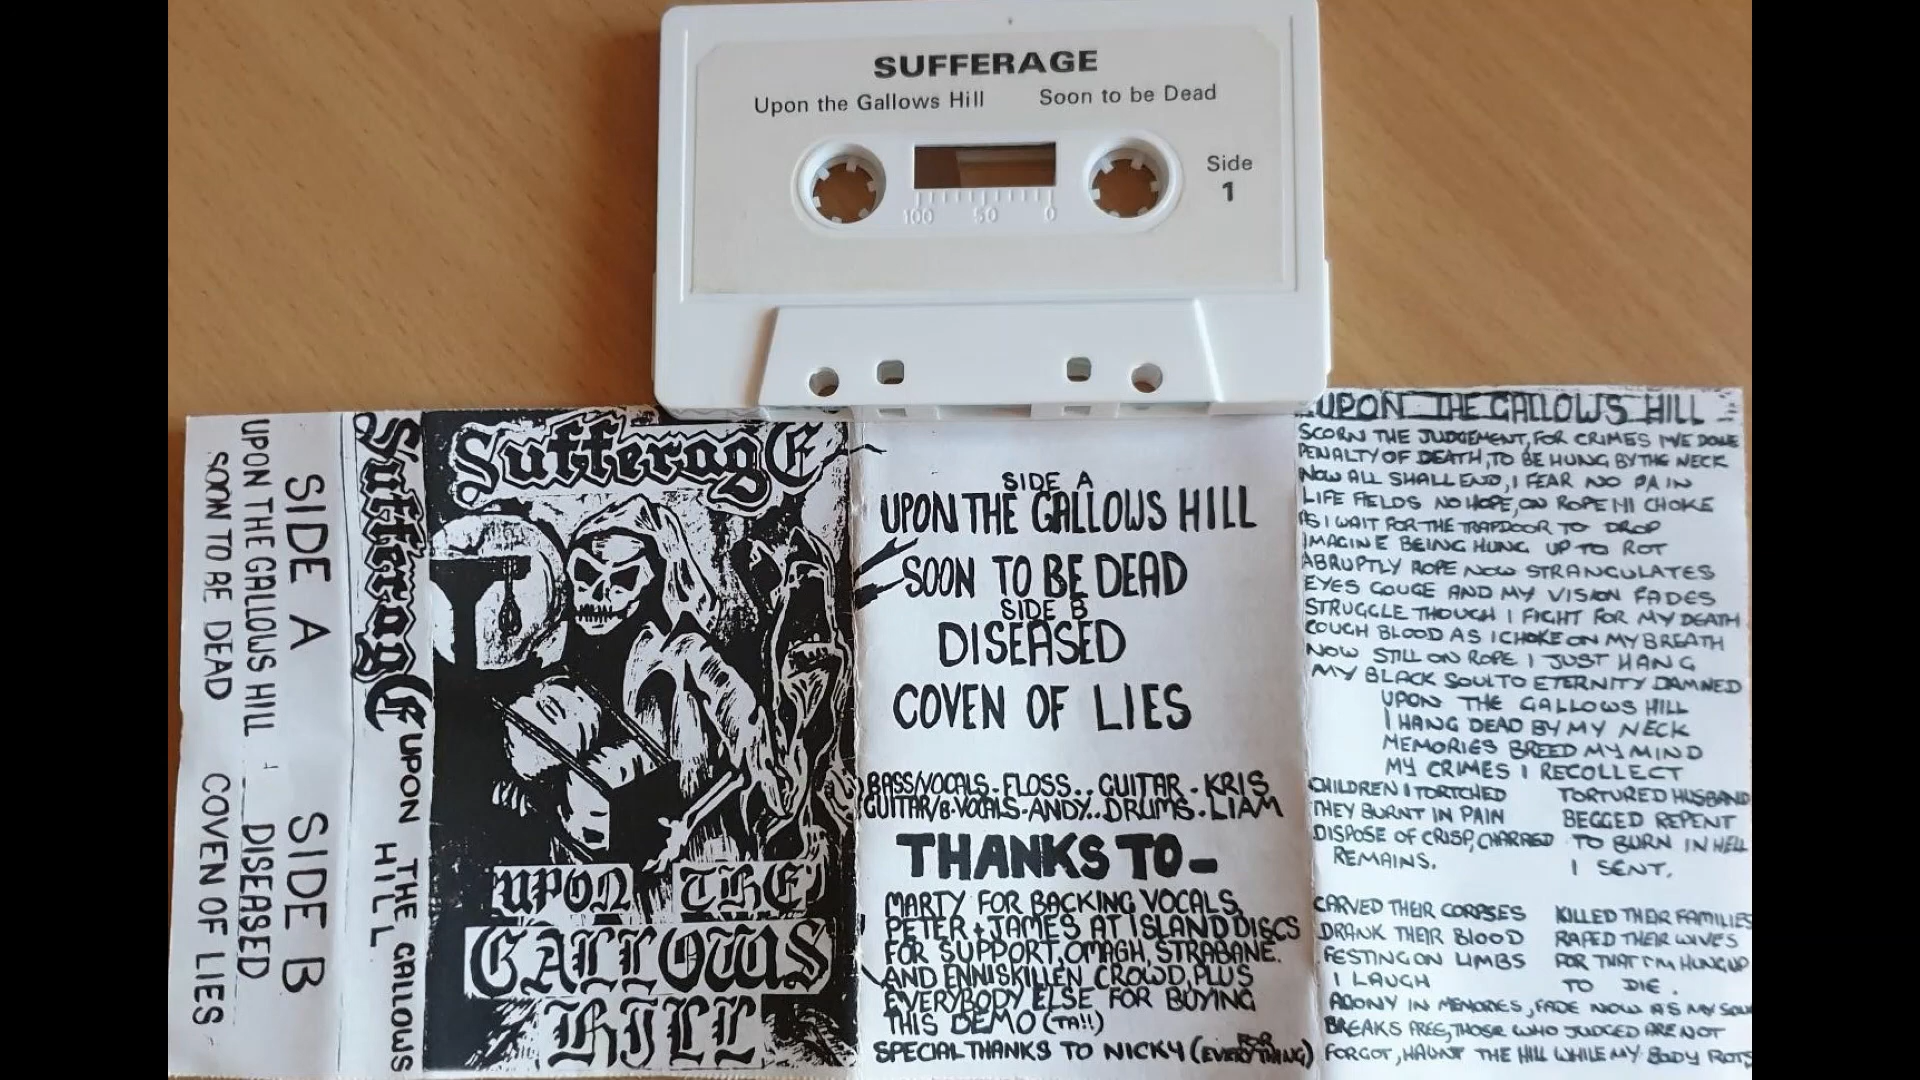 SUFFERAGE
Upon the Gallows Hill Soon to be Dead
Side
1
100 50 0
SIDE A
UPON THE GALLOWS HILL
SOON TO BE DEAD
SIDE B
DISEASED
COVEN OF LIES
SufferagE
UPON THE GALLOWS
HILL
SufferagE
UPON THE
GALLOWS
HILL
SIDE A
UPON THE GALLOWS HILL
SOON TO BE DEAD
SIDE B
DISEASED
COVEN OF LIES
BASS/VOCALS-FLOSS.. GUITAR-KRIS
GUITAR/B-VOCALS-ANDY..DRUMS-LIAM
THANKS TO-
MARTY FOR BACKING VOCALS,
PETER + JAMES AT ISLAND DISCS
FOR SUPPORT, OMAGH, STRABANE.
AND ENNISKILLEN CROWD, PLUS
EVERYBODY ELSE FOR BUYING
THIS DEMO (TA!!)
SPECIAL THANKS TO NICKY (FOR EVERYTHING)
UPON THE GALLOWS HILL
SCORN THE JUDGEMENT, FOR CRIMES I'VE DONE
PENALTY OF DEATH, TO BE HUNG BY THE NECK
NOW ALL SHALL END, I FEAR NO PAIN
LIFE FIELDS NO HOPE, ON ROPE I'LL CHOKE
AS I WAIT FOR THE TRAPDOOR TO DROP
IMAGINE BEING HUNG UP TO ROT
ABRUPTLY ROPE NOW STRANGULATES
EYES GOUGE AND MY VISION FADES
STRUGGLE THOUGH I FIGHT FOR MY DEATH
COUGH BLOOD AS I CHOKE ON MY BREATH
NOW STILL ON ROPE I JUST HANG
MY BLACK SOUL TO ETERNITY DAMNED
UPON THE GALLOWS HILL
I HANG DEAD BY MY NECK
MEMORIES BREED MY MIND
MY CRIMES I RECOLLECT
CHILDREN I TORTCHED
THEY BURNT IN PAIN
DISPOSE OF CRISP, CHARRED
REMAINS.
TORTURED HUSBAND
BEGGED REPENT
TO BURN IN HELL
I SENT.
CARVED THEIR CORPSES
DRANK THEIR BLOOD
FESTING ON LIMBS
I LAUGH
KILLED THEIR FAMILIES
RAPED THEIR WIVES
FOR THAT I'M HUNG UP
TO DIE.
AGONY IN MEMORIES, FADE NOW AS MY SOUL
BREAKS FREE, THOSE WHO JUDGED ARE NOT
FORGOT, HAUNT THE HILL WHILE MY BODY ROTS